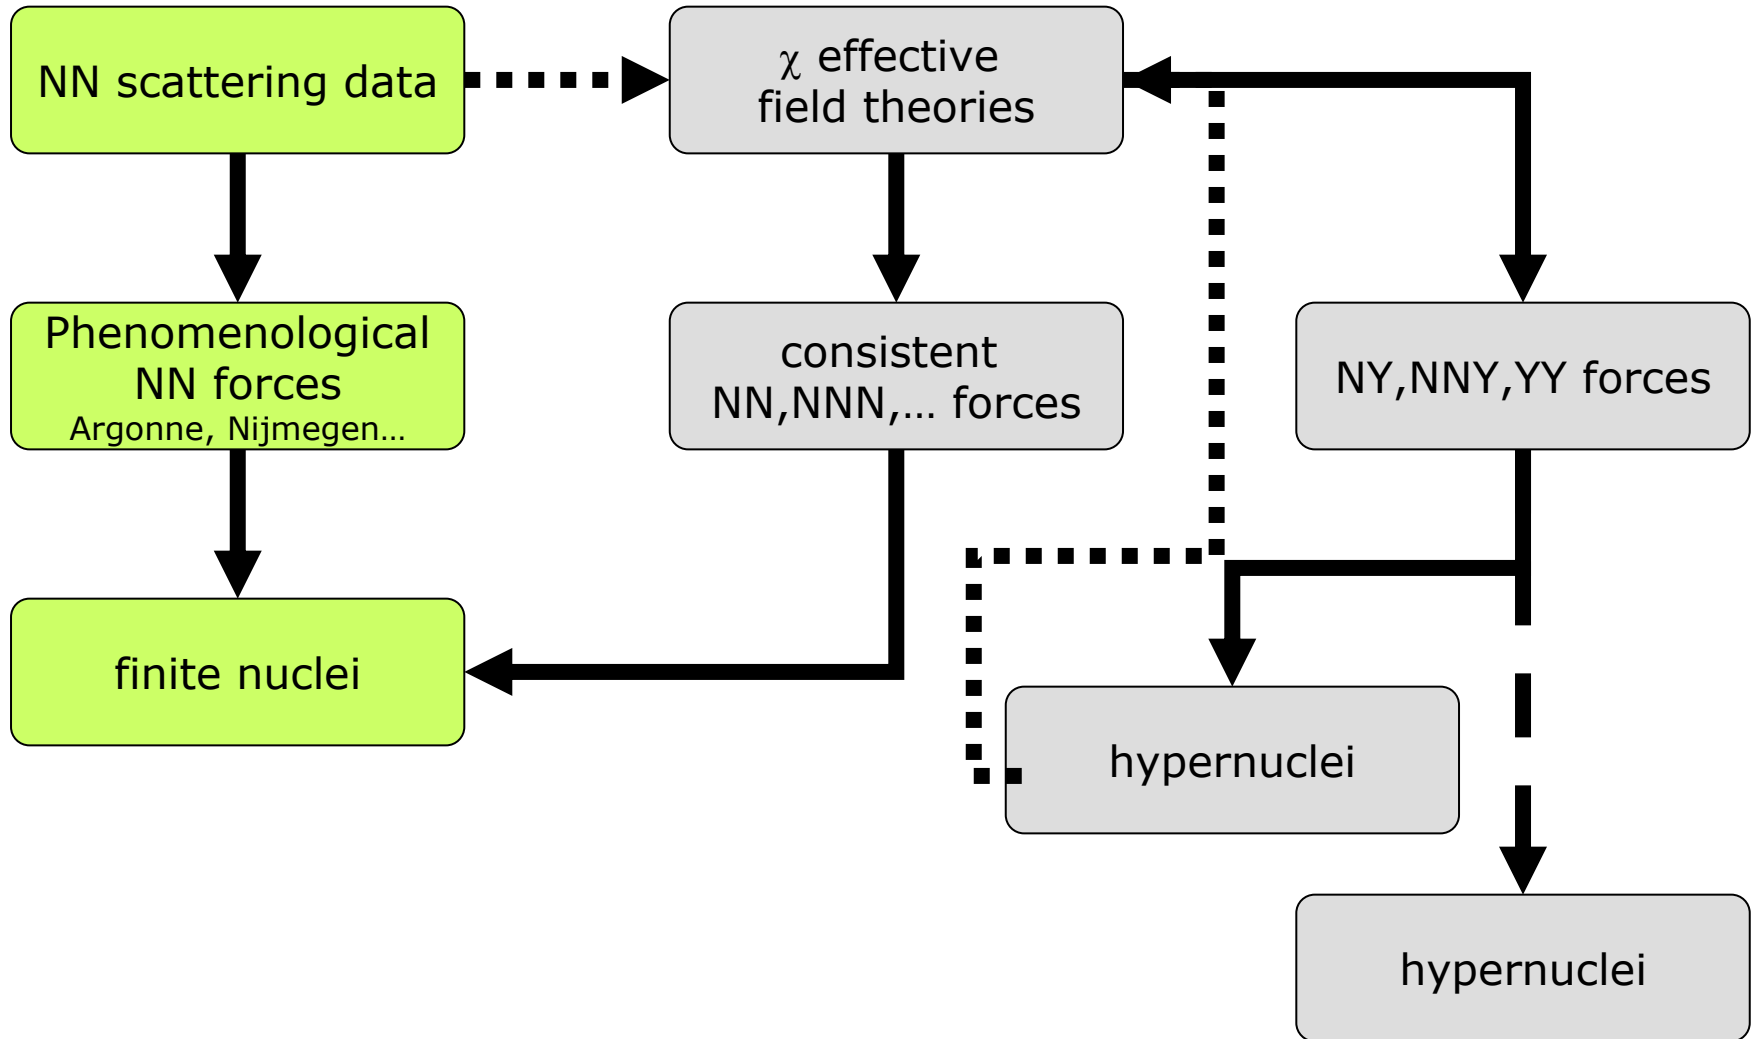 NN scattering data
χ effective
field theories
Phenomenological
NN forces
Argonne, Nijmegen…
consistent
NN,NNN,… forces
NY,NNY,YY forces
finite nuclei
hypernuclei
hypernuclei